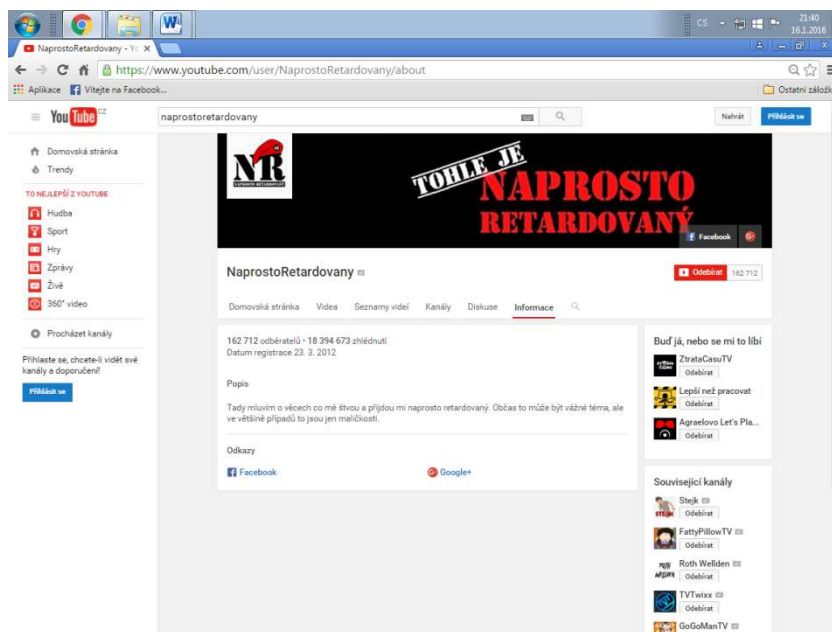 CS
21:40
16.1.2016
NaprostoRetardovany - Yo
https://www.youtube.com/user/NaprostoRetardovany/about
Aplikace
Vítejte na Facebook...
Ostatní záložk
YouTube CZ
naprostoretardovany
Nahrát
Přihlásit se
Domovská stránka
Trendy
TO NEJLEPŠÍ Z YOUTUBE
Hudba
Sport
Hry
Zprávy
Živě
360° video
Procházet kanály
Přihlaste se, chcete-li vidět své
kanály a doporučení!
Přihlásit se
NR
NAPROSTO RETARDOVANÝ
TOHLE JE
NAPROSTO
RETARDOVANÝ
Facebook
NaprostoRetardovany
Odebírat 162 712
Domovská stránka Videa Seznamy videí Kanály Diskuse Informace
162 712 odběratelů • 18 394 673 zhlédnutí
Datum registrace 23. 3. 2012
Popis
Tady mluvím o věcech co mě štvou a přijdou mi naprosto retardovaný. Občas to může být vážné téma, ale
ve většině případů to jsou jen maličkosti.
Odkazy
Facebook
Google+
Buď já, nebo se mi to líbí
ZtrataCasuTV
Odebírat
Lepší než pracovat
Odebírat
Agraelovo Let's Pla...
Odebírat
Související kanály
Stejk
Odebírat
FattyPillowTV
Odebírat
Roth Wellden
Odebírat
TVTwixx
Odebírat
GoGoManTV
Odebírat